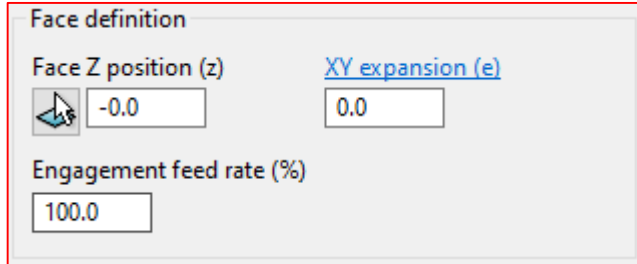 Face definition
Face Z position (z) XY expansion (e)
-0.0 0.0
Engagement feed rate (%)
100.0